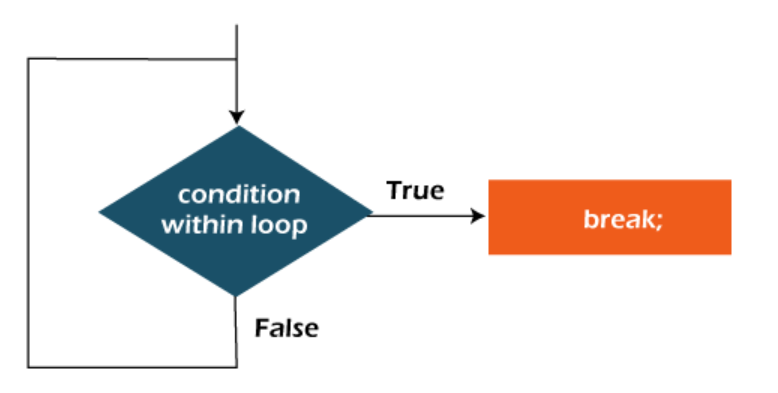 condition
within loop
True
break;
False